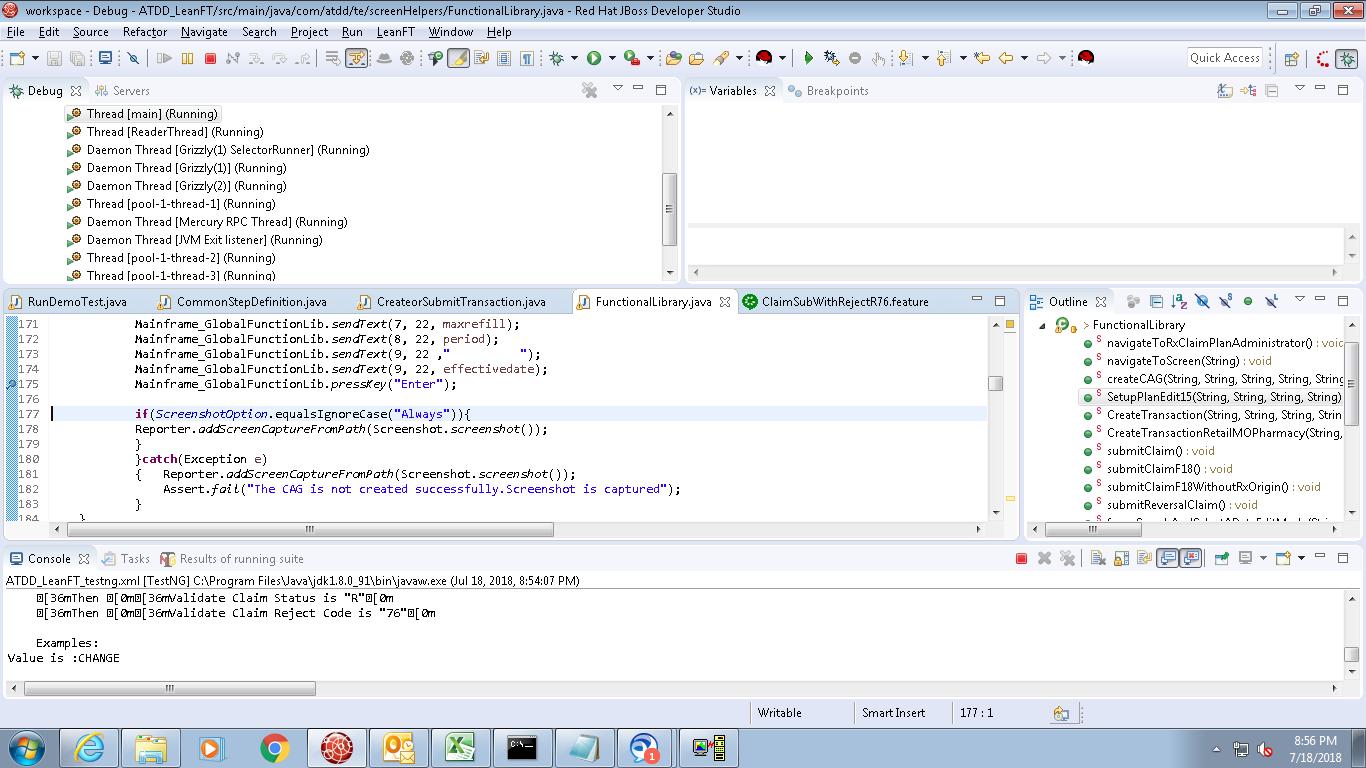 workspace - Debug - ATDD_LeanFT/src/main/java/com/atdd/te/screenHelpers/FunctionalLibrary.java - Red Hat JBoss Developer Studio
File Edit Source Refactor Navigate Search Project Run LeanFT Window Help
Quick Access
Debug Servers
Thread [main] (Running)
Thread [ReaderThread] (Running)
Daemon Thread [Grizzly(1) SelectorRunner] (Running)
Daemon Thread [Grizzly(1)] (Running)
Daemon Thread [Grizzly(2)] (Running)
Thread [pool-1-thread-1] (Running)
Daemon Thread [Mercury RPC Thread] (Running)
Daemon Thread [JVM Exit listener] (Running)
Thread [pool-1-thread-2] (Running)
Thread [pool-1-thread-3] (Running)
(x)= Variables Breakpoints
RunDemoTest.java CommonStepDefinition.java CreateorSubmitTransaction.java FunctionalLibrary.java ClaimSubWithRejectR76.feature
171 Mainframe_GlobalFunctionLib.sendText(7, 22, maxrefill);
172 Mainframe_GlobalFunctionLib.sendText(8, 22, period);
173 Mainframe_GlobalFunctionLib.sendText(9, 22 ,"          ");
174 Mainframe_GlobalFunctionLib.sendText(9, 22, effectivedate);
175 Mainframe_GlobalFunctionLib.pressKey("Enter");
176
177 if(ScreenshotOption.equalsIgnoreCase("Always")){
178 Reporter.addScreenCaptureFromPath(Screenshot.screenshot());
179 }
180 }catch(Exception e)
181 { Reporter.addScreenCaptureFromPath(Screenshot.screenshot());
182 Assert.fail("The CAG is not created successfully.Screenshot is captured");
183 }
184 }
Outline
> FunctionalLibrary
navigateToRxClaimPlanAdministrator() : void
navigateToScreen(String) : void
createCAG(String, String, String, String, String
SetupPlanEdit15(String, String, String, String)
CreateTransaction(String, String, String, String
CreateTransactionRetailMOPharmacy(String,
submitClaim() : void
submitClaimF18() : void
submitClaimF18WithoutRxOrigin() : void
submitReversalClaim() : void
Console Tasks Results of running suite
ATDD_LeanFT_testng.xml [TestNG] C:\Program Files\Java\jdk1.8.0_91\bin\javaw.exe (Jul 18, 2018, 8:54:07 PM)
[36mThen [0m[36mValidate Claim Status is "R"[0m
[36mThen [0m[36mValidate Claim Reject Code is "76"[0m
Examples:
Value is :CHANGE
Writable Smart Insert 177 : 1
1
8:56 PM
7/18/2018